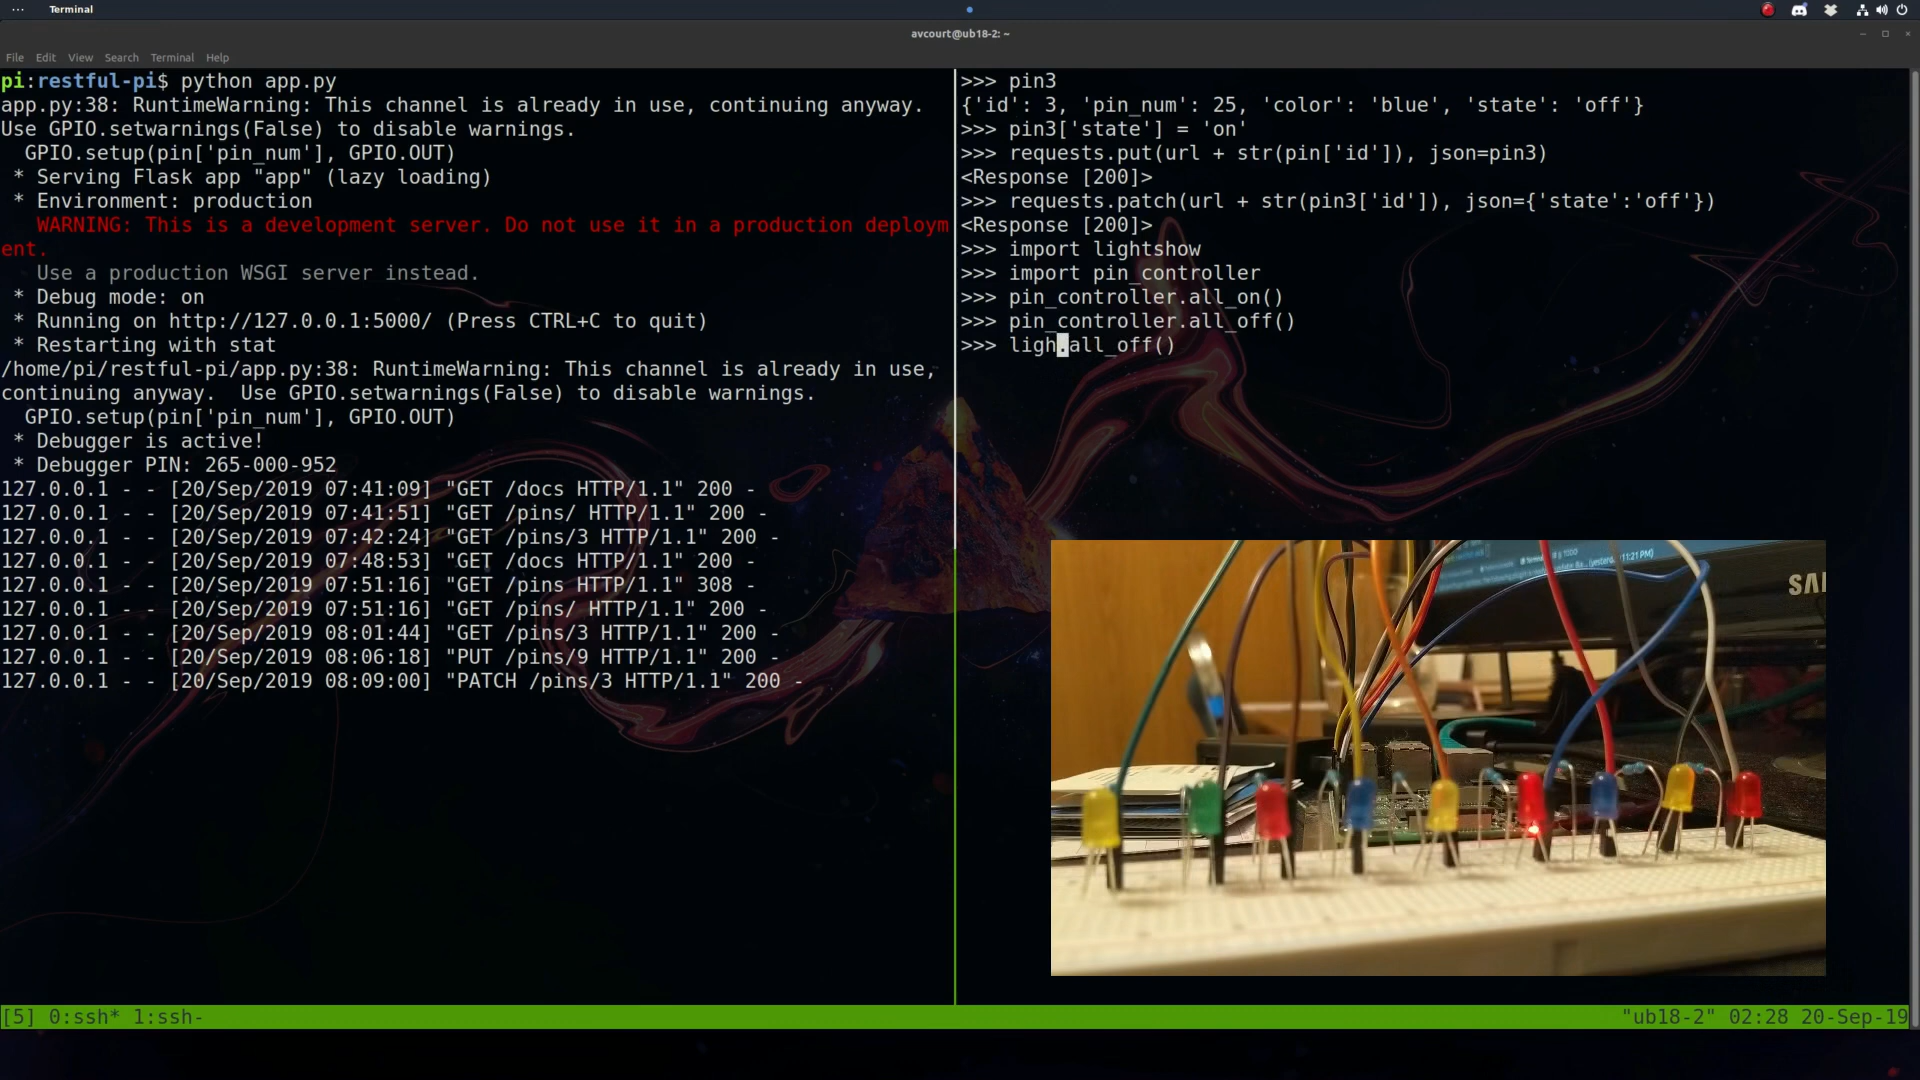 Terminal
avcourt@ub18-2: ~
File Edit View Search Terminal Help
pi:restful-pi$ python app.py
app.py:38: RuntimeWarning: This channel is already in use, continuing anyway.
Use GPIO.setwarnings(False) to disable warnings.
  GPIO.setup(pin['pin_num'], GPIO.OUT)
 * Serving Flask app "app" (lazy loading)
 * Environment: production
   WARNING: This is a development server. Do not use it in a production deploym
ent.
   Use a production WSGI server instead.
 * Debug mode: on
 * Running on http://127.0.0.1:5000/ (Press CTRL+C to quit)
 * Restarting with stat
/home/pi/restful-pi/app.py:38: RuntimeWarning: This channel is already in use,
continuing anyway.  Use GPIO.setwarnings(False) to disable warnings.
  GPIO.setup(pin['pin_num'], GPIO.OUT)
 * Debugger is active!
 * Debugger PIN: 265-000-952
127.0.0.1 - - [20/Sep/2019 07:41:09] "GET /docs HTTP/1.1" 200 -
127.0.0.1 - - [20/Sep/2019 07:41:51] "GET /pins/ HTTP/1.1" 200 -
127.0.0.1 - - [20/Sep/2019 07:42:24] "GET /pins/3 HTTP/1.1" 200 -
127.0.0.1 - - [20/Sep/2019 07:48:53] "GET /docs HTTP/1.1" 200 -
127.0.0.1 - - [20/Sep/2019 07:51:16] "GET /pins HTTP/1.1" 308 -
127.0.0.1 - - [20/Sep/2019 07:51:16] "GET /pins/ HTTP/1.1" 200 -
127.0.0.1 - - [20/Sep/2019 08:01:44] "GET /pins/3 HTTP/1.1" 200 -
127.0.0.1 - - [20/Sep/2019 08:06:18] "PUT /pins/9 HTTP/1.1" 200 -
127.0.0.1 - - [20/Sep/2019 08:09:00] "PATCH /pins/3 HTTP/1.1" 200 -
>>> pin3
{'id': 3, 'pin_num': 25, 'color': 'blue', 'state': 'off'}
>>> pin3['state'] = 'on'
>>> requests.put(url + str(pin['id']), json=pin3)
<Response [200]>
>>> requests.patch(url + str(pin3['id']), json={'state':'off'})
<Response [200]>
>>> import lightshow
>>> import pin_controller
>>> pin_controller.all_on()
>>> pin_controller.all_off()
>>> ligh.all_off()
11:21 PM)
SAM
[5] 0:ssh* 1:ssh-
"ub18-2" 02:28 20-Sep-19